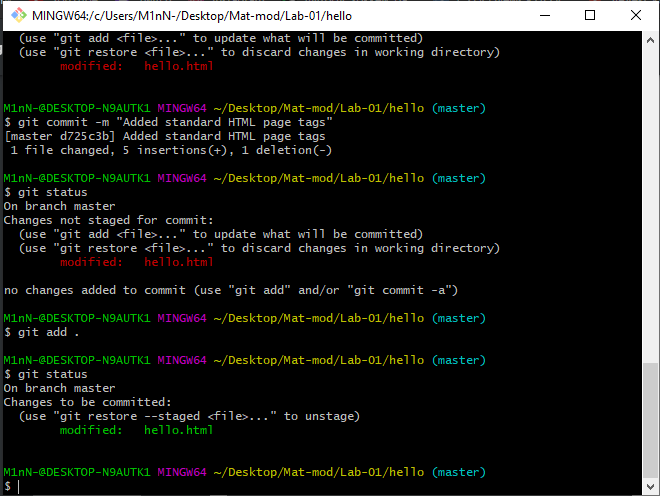 MINGW64:/c/Users/M1nN-/Desktop/Mat-mod/Lab-01/hello
(use "git add <file>..." to update what will be committed)
(use "git restore <file>..." to discard changes in working directory)
modified:   hello.html
M1nN-@DESKTOP-N9AUTK1 MINGW64 ~/Desktop/Mat-mod/Lab-01/hello (master)
$ git commit -m "Added standard HTML page tags"
[master d725c3b] Added standard HTML page tags
1 file changed, 5 insertions(+), 1 deletion(-)
M1nN-@DESKTOP-N9AUTK1 MINGW64 ~/Desktop/Mat-mod/Lab-01/hello (master)
$ git status
On branch master
Changes not staged for commit:
(use "git add <file>..." to update what will be committed)
(use "git restore <file>..." to discard changes in working directory)
modified:   hello.html
no changes added to commit (use "git add" and/or "git commit -a")
M1nN-@DESKTOP-N9AUTK1 MINGW64 ~/Desktop/Mat-mod/Lab-01/hello (master)
$ git add .
M1nN-@DESKTOP-N9AUTK1 MINGW64 ~/Desktop/Mat-mod/Lab-01/hello (master)
$ git status
On branch master
Changes to be committed:
(use "git restore --staged <file>..." to unstage)
modified:   hello.html
M1nN-@DESKTOP-N9AUTK1 MINGW64 ~/Desktop/Mat-mod/Lab-01/hello (master)
$